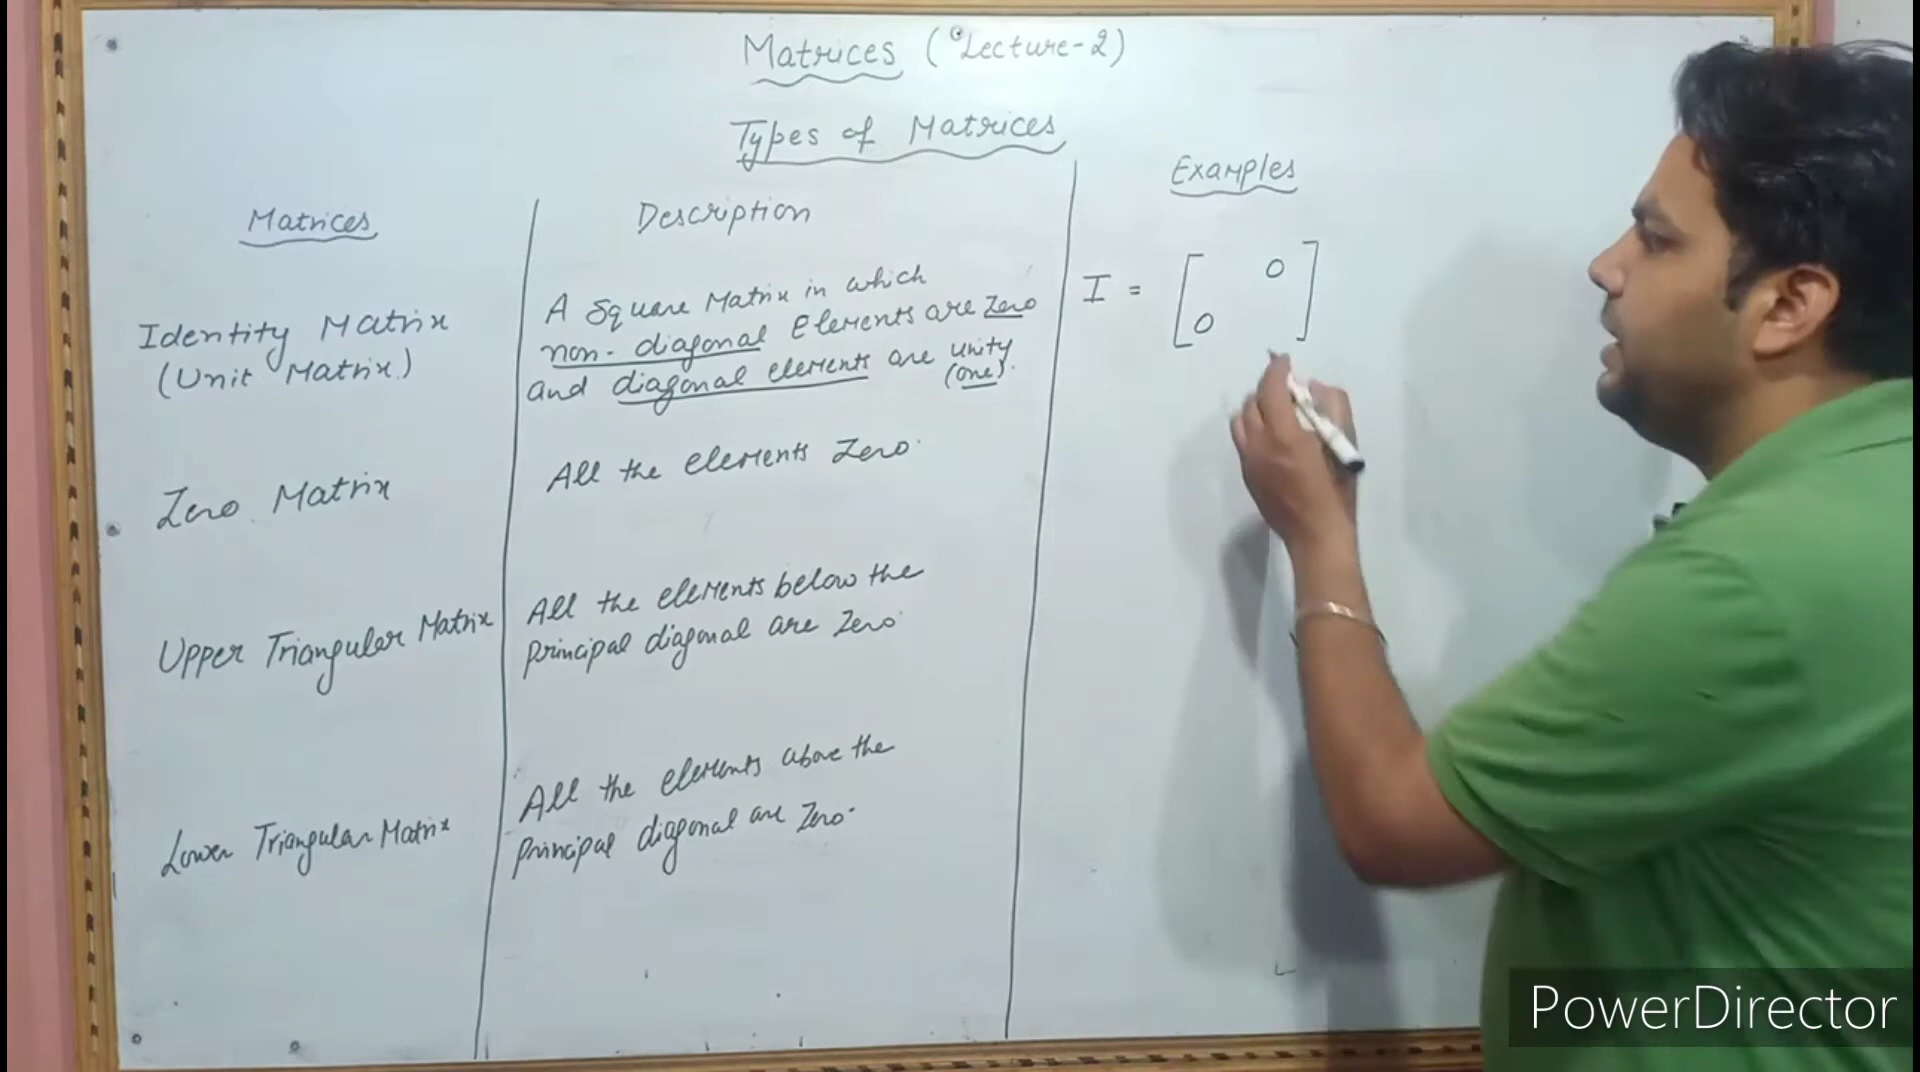 Matrices (Lecture-2)
Types of Matrices
Matrices
Description
Examples
Identity Matrix
(Unit Matrix)
A Square Matrix in which
non-diagonal Elements are Zero
and diagonal elements are unity
(one).
I = [ 0
0 ]
Zero Matrix
All the elements Zero.
Upper Triangular Matrix
All the elements below the
principal diagonal are Zero.
Lower Triangular Matrix
All the elements above the
principal diagonal are Zero.
PowerDirector